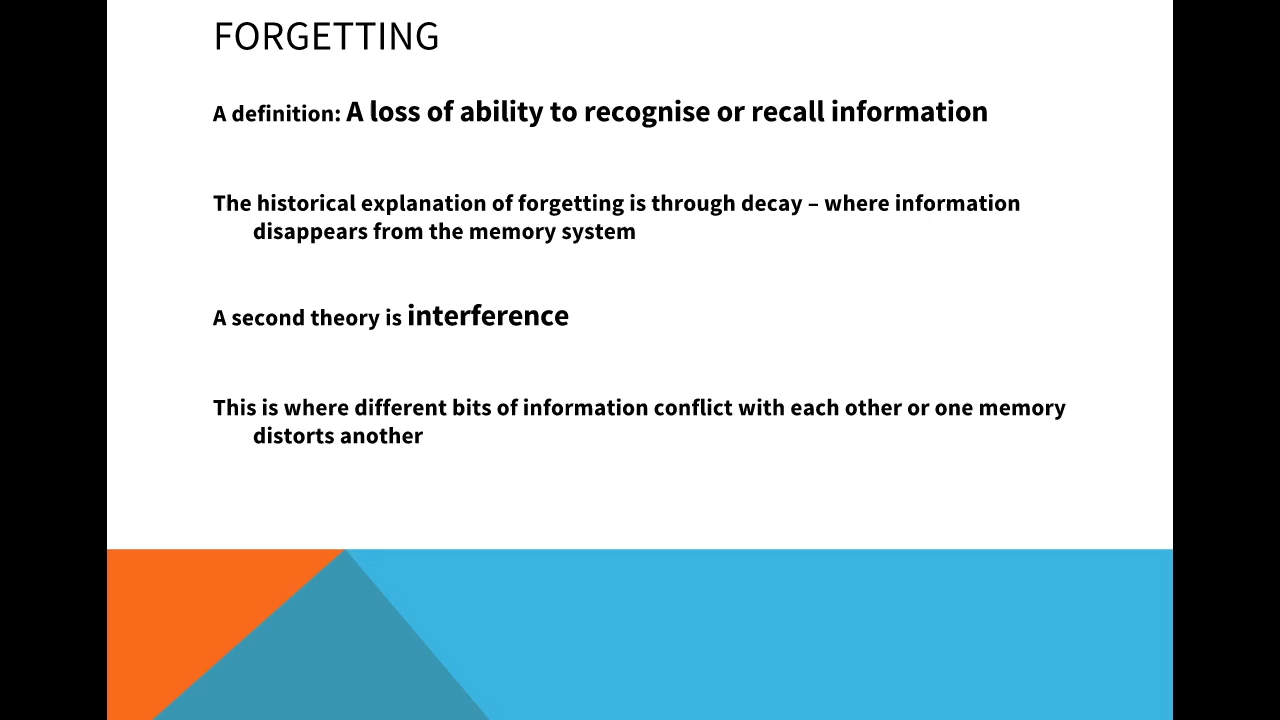 FORGETTING
A definition: A loss of ability to recognise or recall information
The historical explanation of forgetting is through decay – where information
disappears from the memory system
A second theory is interference
This is where different bits of information conflict with each other or one memory
distorts another